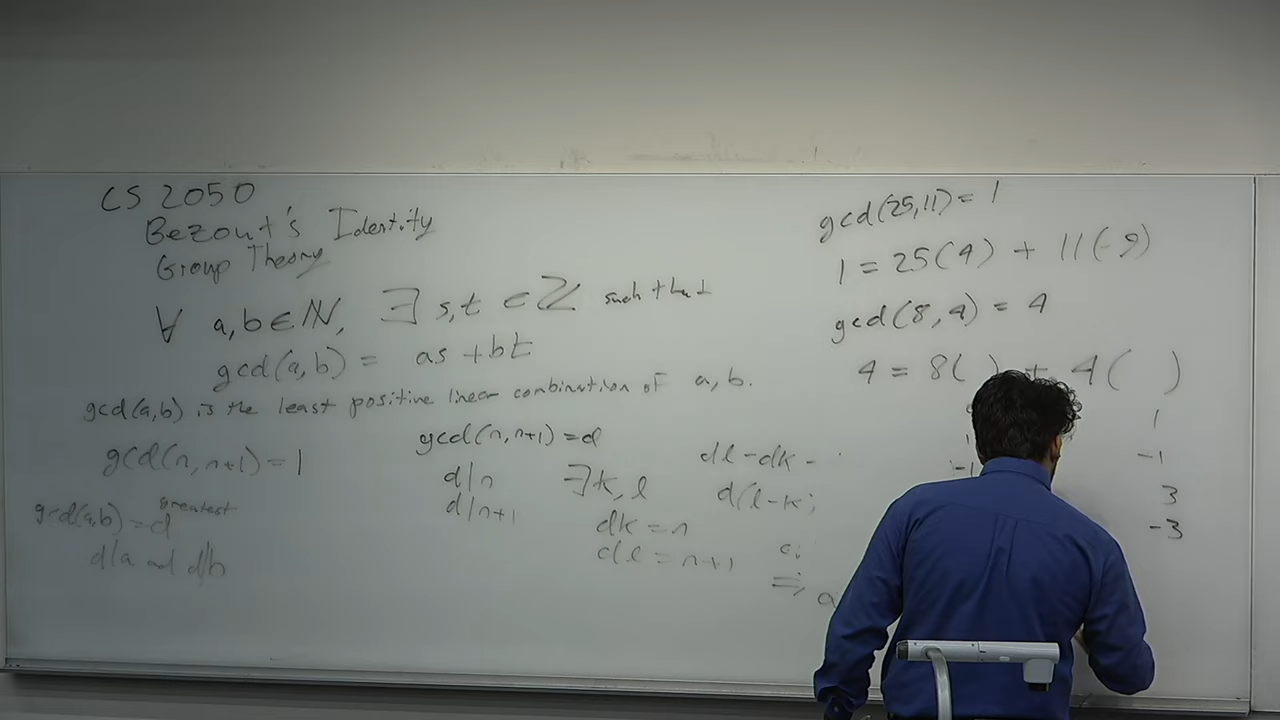 CS 2050
Bezout's Identity
Group Theory
∀ a,b∈ℕ, ∃ s,t ∈ℤ such that
gcd(a,b) = as + bt
gcd(a,b) is the least positive linear combination of a, b.
gcd(n, n+1) = 1
gcd(a,b) = d greatest
d|a and d|b
gcd(n, n+1) = d
d|n
d|n+1
∃ k, l
dk = n
dl = n+1
dl - dk -
d(l-k)
⇒ a
gcd(25,11) = 1
1 = 25(4) + 11(-9)
gcd(8,4) = 4
4 = 8( ) + 4( )
1
1 -1
-1 3
-3